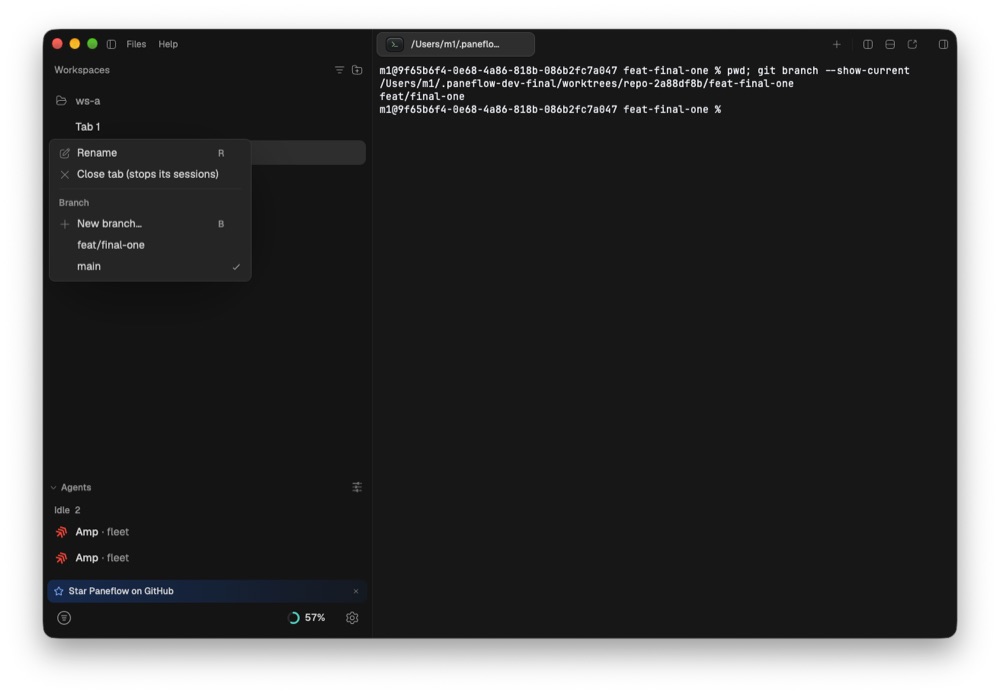 Files Help
/Users/m1/.paneflo…
Workspaces
ws-a
Tab 1
Rename R
Close tab (stops its sessions)
Branch
New branch… B
feat/final-one
main
m1@9f65b6f4-0e68-4a86-818b-086b2fc7a047 feat-final-one % pwd; git branch --show-current
/Users/m1/.paneflow-dev-final/worktrees/repo-2a88df8b/feat-final-one
feat/final-one
m1@9f65b6f4-0e68-4a86-818b-086b2fc7a047 feat-final-one %
Agents
Idle 2
Amp · fleet
Amp · fleet
Star Paneflow on GitHub
57%